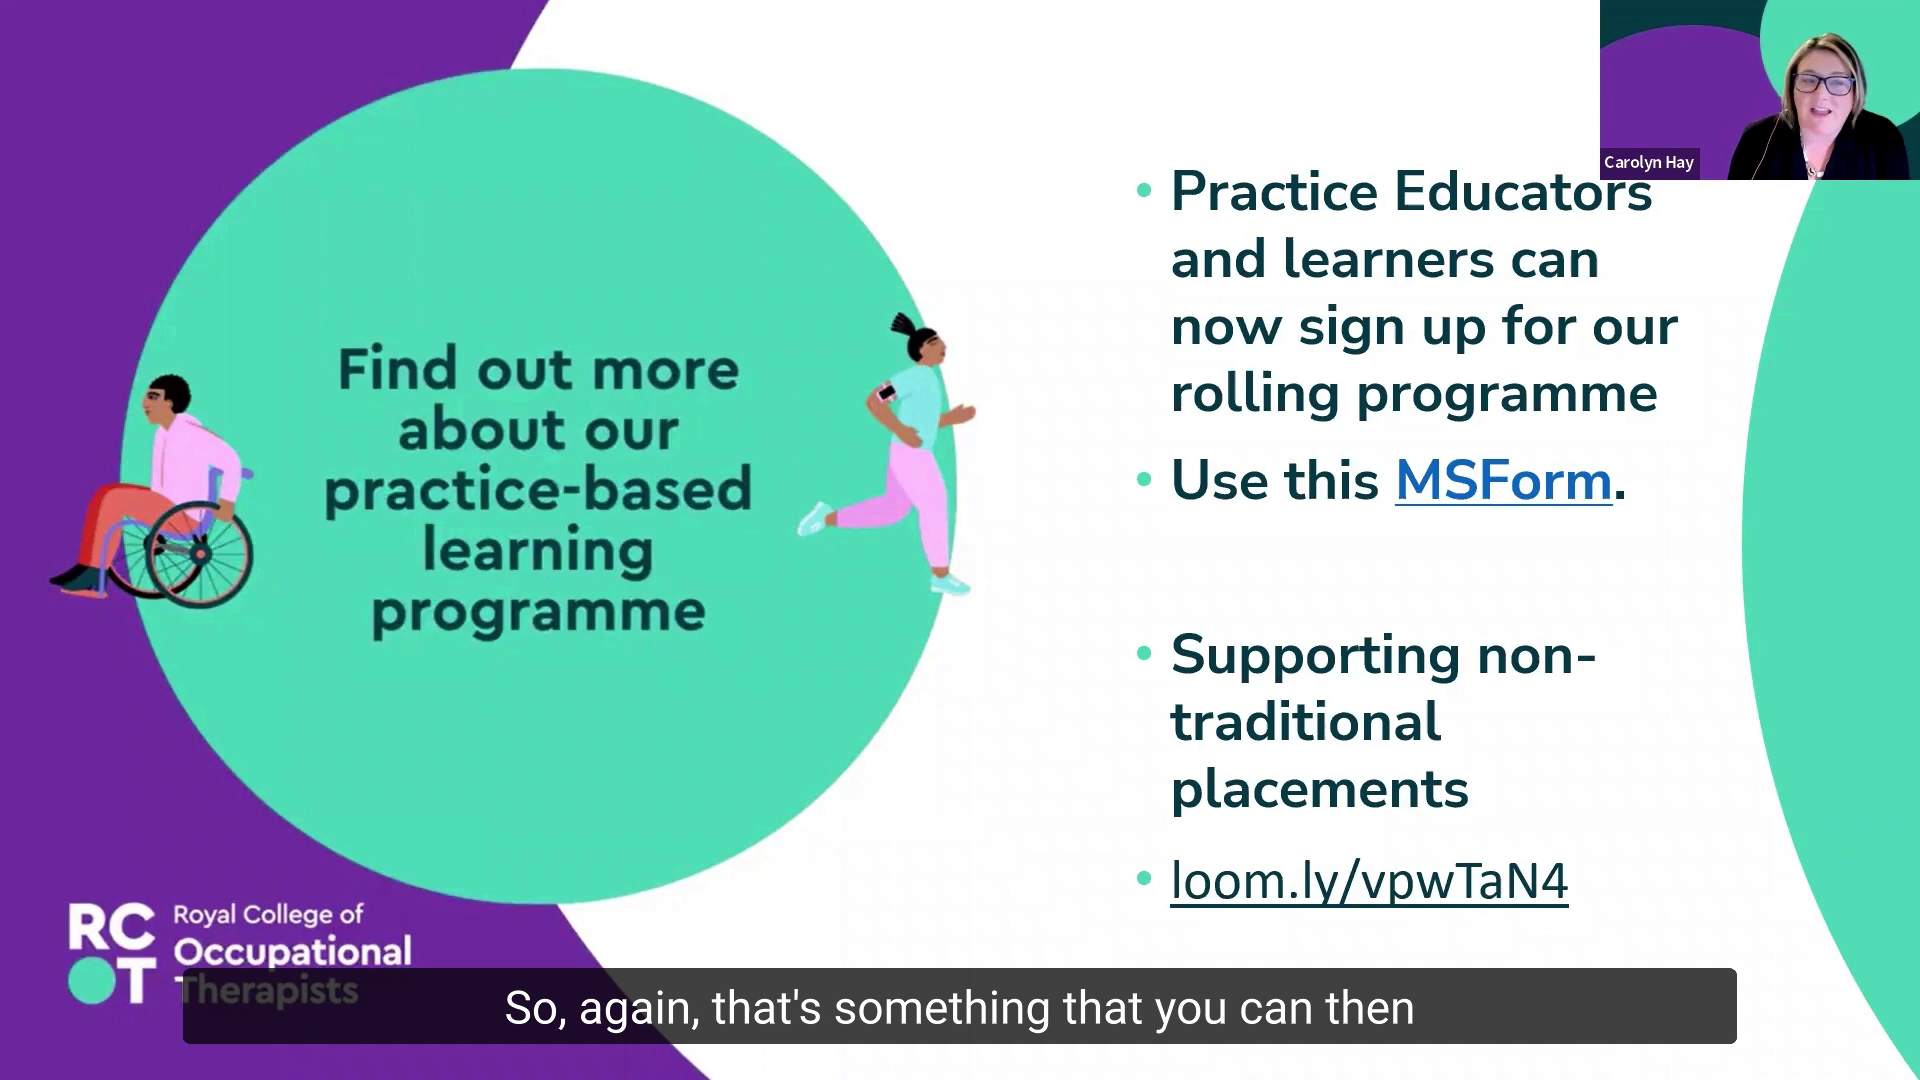 Find out more
about our
practice-based
learning
programme
RC
OT
Royal College of
Occupational
Therapists
Carolyn Hay
• Practice Educators
and learners can
now sign up for our
rolling programme
• Use this MSForm.
• Supporting non-
traditional
placements
• loom.ly/vpwTaN4
So, again, that's something that you can then